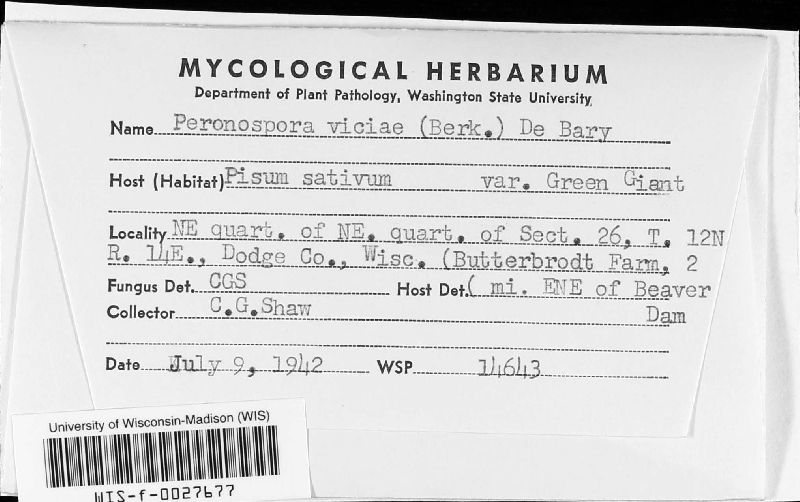 MYCOLOGICAL HERBARIUM
Department of Plant Pathology, Washington State University,
Name Peronospora viciae (Berk.) De Bary
Host (Habitat) Pisum sativum var. Green Giant
Locality NE quart. of NE. quart. of Sect. 26, T. 12N
R. 14E., Dodge Co., Wisc. (Butterbrodt Farm, 2
Fungus Det. CGS Host Det. ( mi. ENE of Beaver
Collector C.G.Shaw Dam
Date July 9, 1942 WSP 14643
University of Wisconsin-Madison (WIS)
WIS-f-0027677